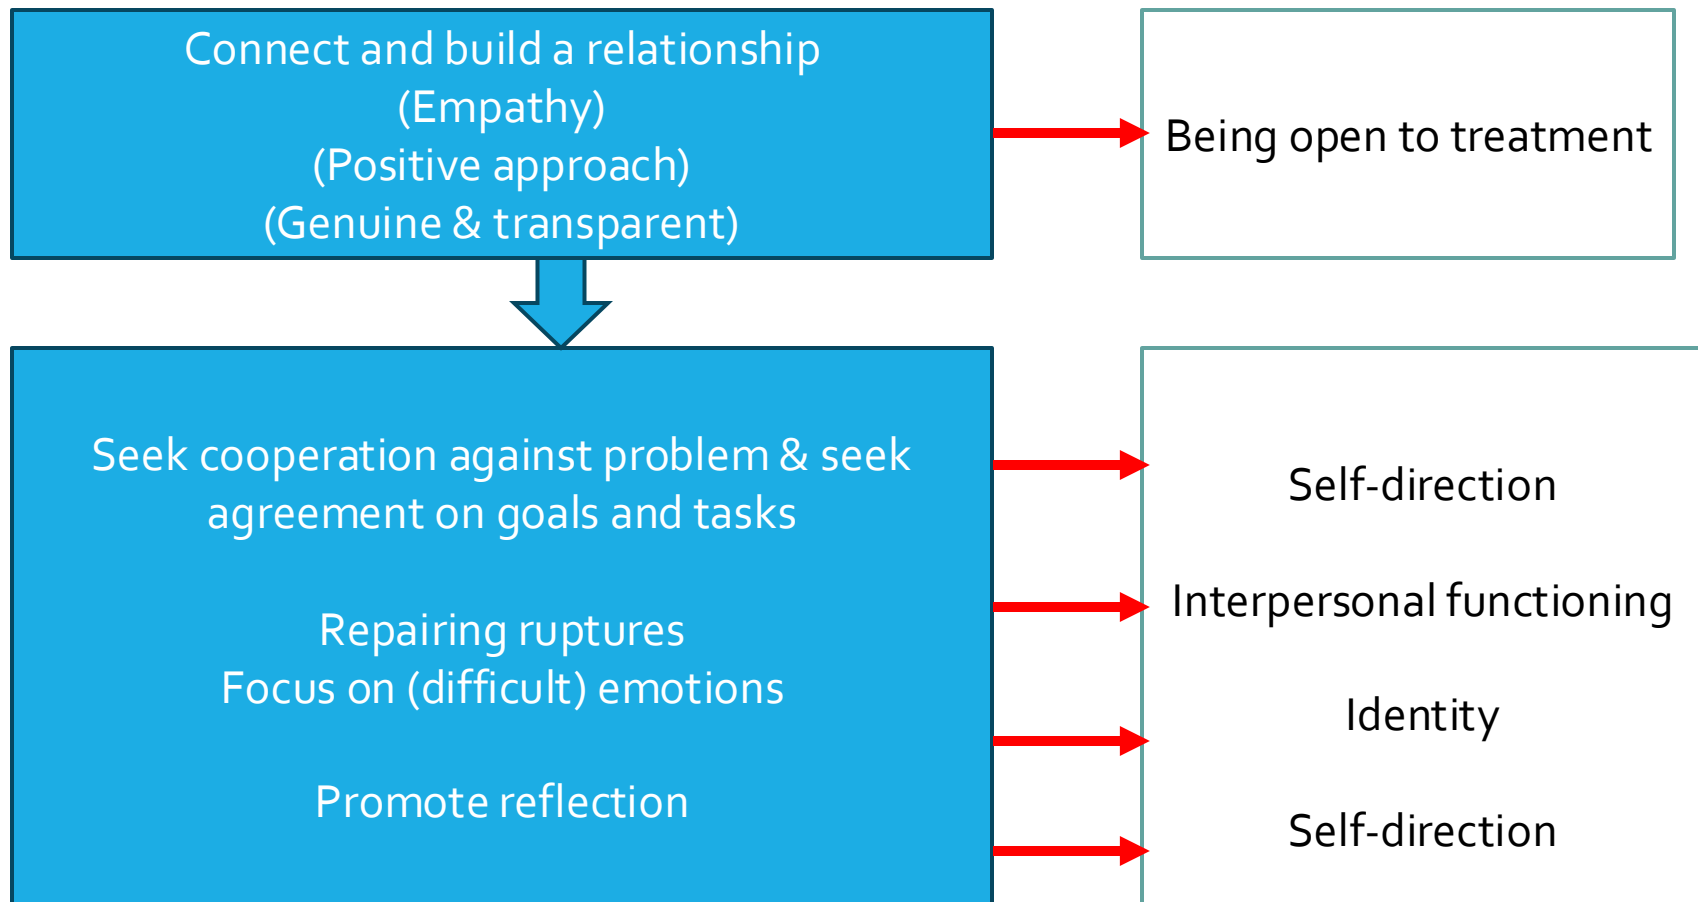 Connect and build a relationship
(Empathy)
(Positive approach)
(Genuine & transparent)
Being open to treatment
Seek cooperation against problem & seek
agreement on goals and tasks
Repairing ruptures
Focus on (difficult) emotions
Promote reflection
Self-direction
Interpersonal functioning
Identity
Self-direction